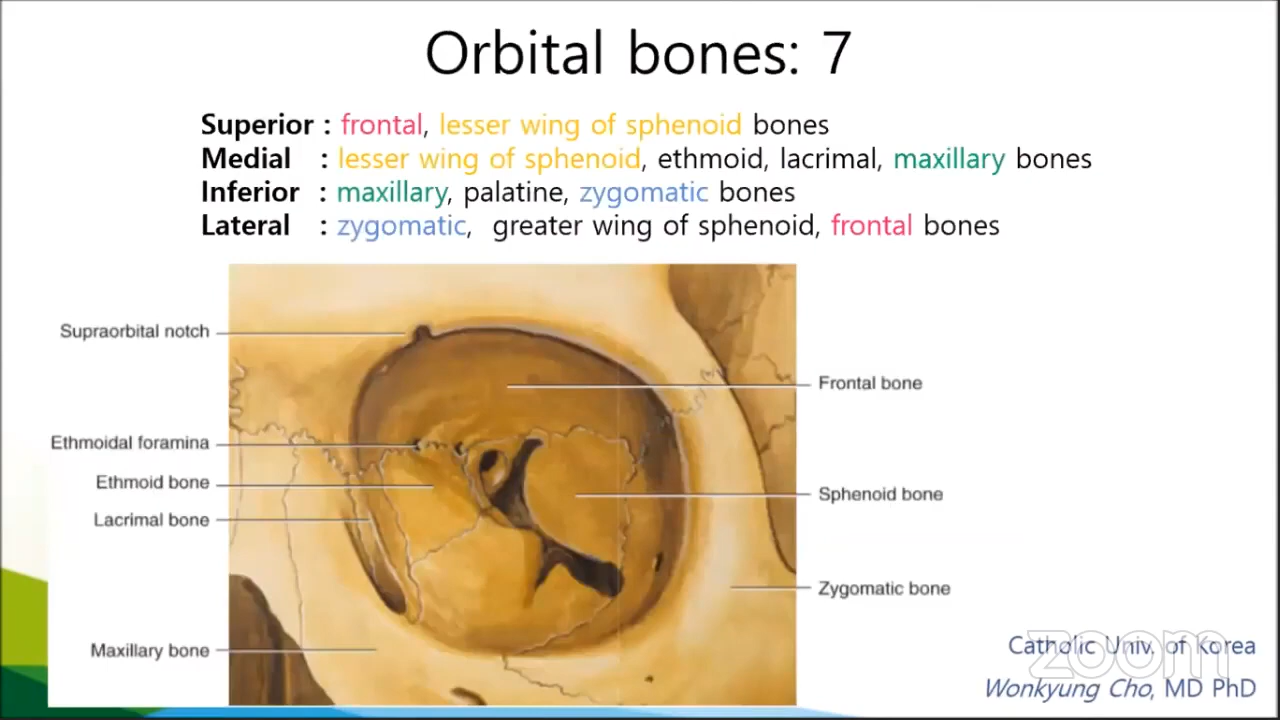 Orbital bones: 7
Superior : frontal, lesser wing of sphenoid bones
Medial : lesser wing of sphenoid, ethmoid, lacrimal, maxillary bones
Inferior : maxillary, palatine, zygomatic bones
Lateral : zygomatic, greater wing of sphenoid, frontal bones
Supraorbital notch
Frontal bone
Ethmoidal foramina
Ethmoid bone
Sphenoid bone
Lacrimal bone
Zygomatic bone
Maxillary bone
Catholic Univ. of Korea
zoom
Wonkyung Cho, MD PhD